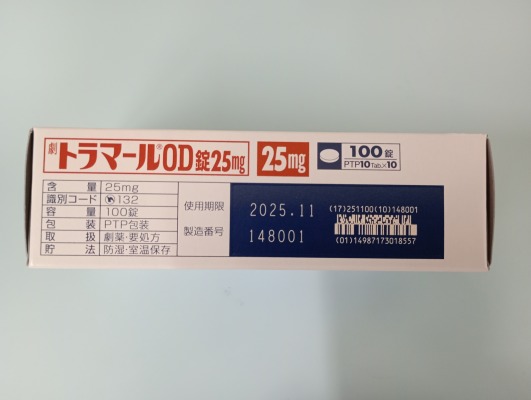 劇 トラマール®OD錠25mg 25mg 100錠
PTP10Tab.×10
含量 25mg
識別コード 132
容量 100錠
包装 PTP包装
取扱 劇薬・要処方
貯法 防湿・室温保存
使用期限 2025.11
製造番号 148001
(17)251100(10)148001
(01)14987173018557